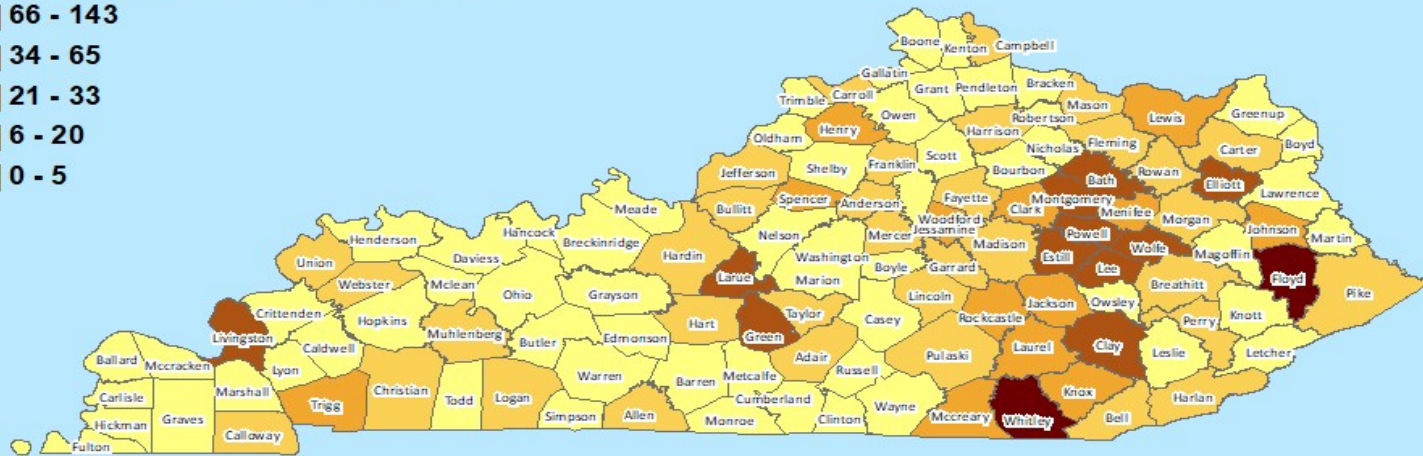 66 - 143
34 - 65
21 - 33
6 - 20
0 - 5
Boone
Kenton
Campbell
Gallatin
Grant
Pendleton
Bracken
Trimble
Carroll
Owen
Robertson
Mason
Lewis
Greenup
Oldham
Henry
Harrison
Nicholas
Fleming
Carter
Boyd
Jefferson
Shelby
Franklin
Scott
Bourbon
Bath
Rowan
Elliott
Lawrence
Bullitt
Spencer
Anderson
Woodford
Fayette
Clark
Montgomery
Menifee
Morgan
Johnson
Martin
Meade
Nelson
Mercer
Jessamine
Madison
Powell
Wolfe
Magoffin
Floyd
Pike
Henderson
Hancock
Breckinridge
Hardin
Washington
Boyle
Garrard
Estill
Lee
Breathitt
Knott
Union
Daviess
Larue
Marion
Lincoln
Jackson
Owsley
Perry
Letcher
Webster
Mclean
Ohio
Grayson
Hart
Green
Taylor
Casey
Rockcastle
Laurel
Clay
Leslie
Crittenden
Livingston
Hopkins
Muhlenberg
Butler
Edmonson
Adair
Pulaski
Knox
Harlan
Ballard
Mccracken
Lyon
Caldwell
Warren
Barren
Metcalfe
Russell
Bell
Carlisle
Marshall
Trigg
Christian
Todd
Logan
Simpson
Allen
Monroe
Cumberland
Clinton
Wayne
Mccreary
Whitley
Hickman
Graves
Calloway
Fulton